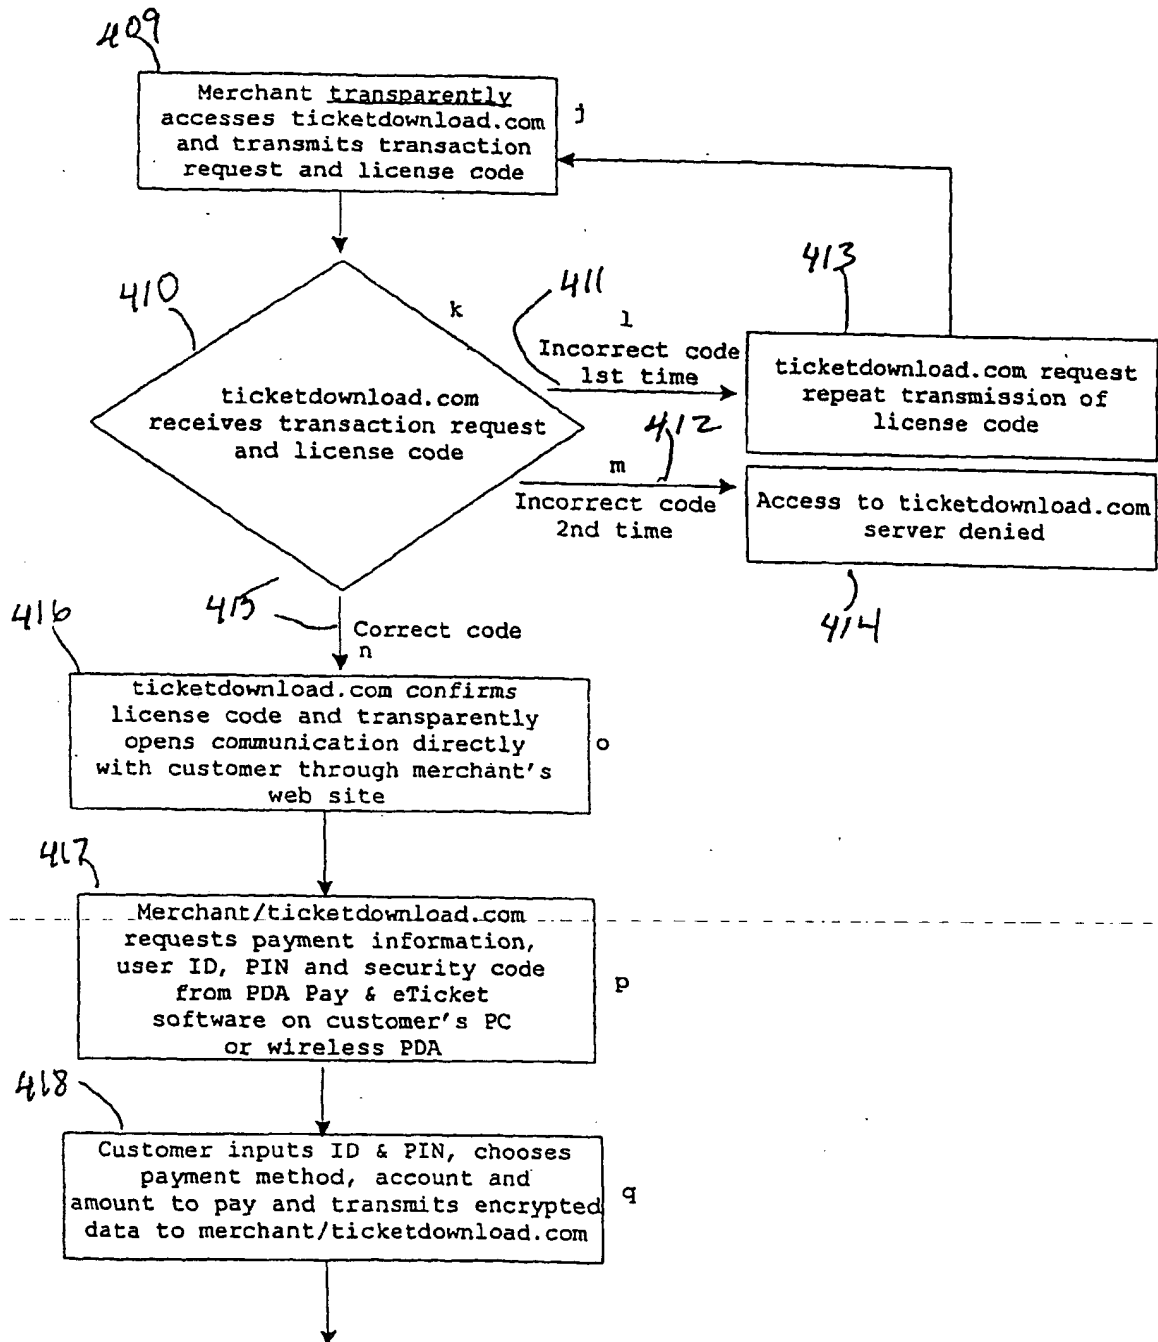 409
Merchant transparently
accesses ticketdownload.com
and transmits transaction
request and license code
j
410
k
ticketdownload.com
receives transaction request
and license code
411
l
Incorrect code
1st time
413
ticketdownload.com request
repeat transmission of
license code
412
m
Incorrect code
2nd time
Access to ticketdownload.com
server denied
414
415
Correct code
n
416
ticketdownload.com confirms
license code and transparently
opens communication directly
with customer through merchant's
web site
o
417
Merchant/ticketdownload.com
requests payment information,
user ID, PIN and security code
from PDA Pay & eTicket
software on customer's PC
or wireless PDA
p
418
Customer inputs ID & PIN, chooses
payment method, account and
amount to pay and transmits encrypted
data to merchant/ticketdownload.com
q